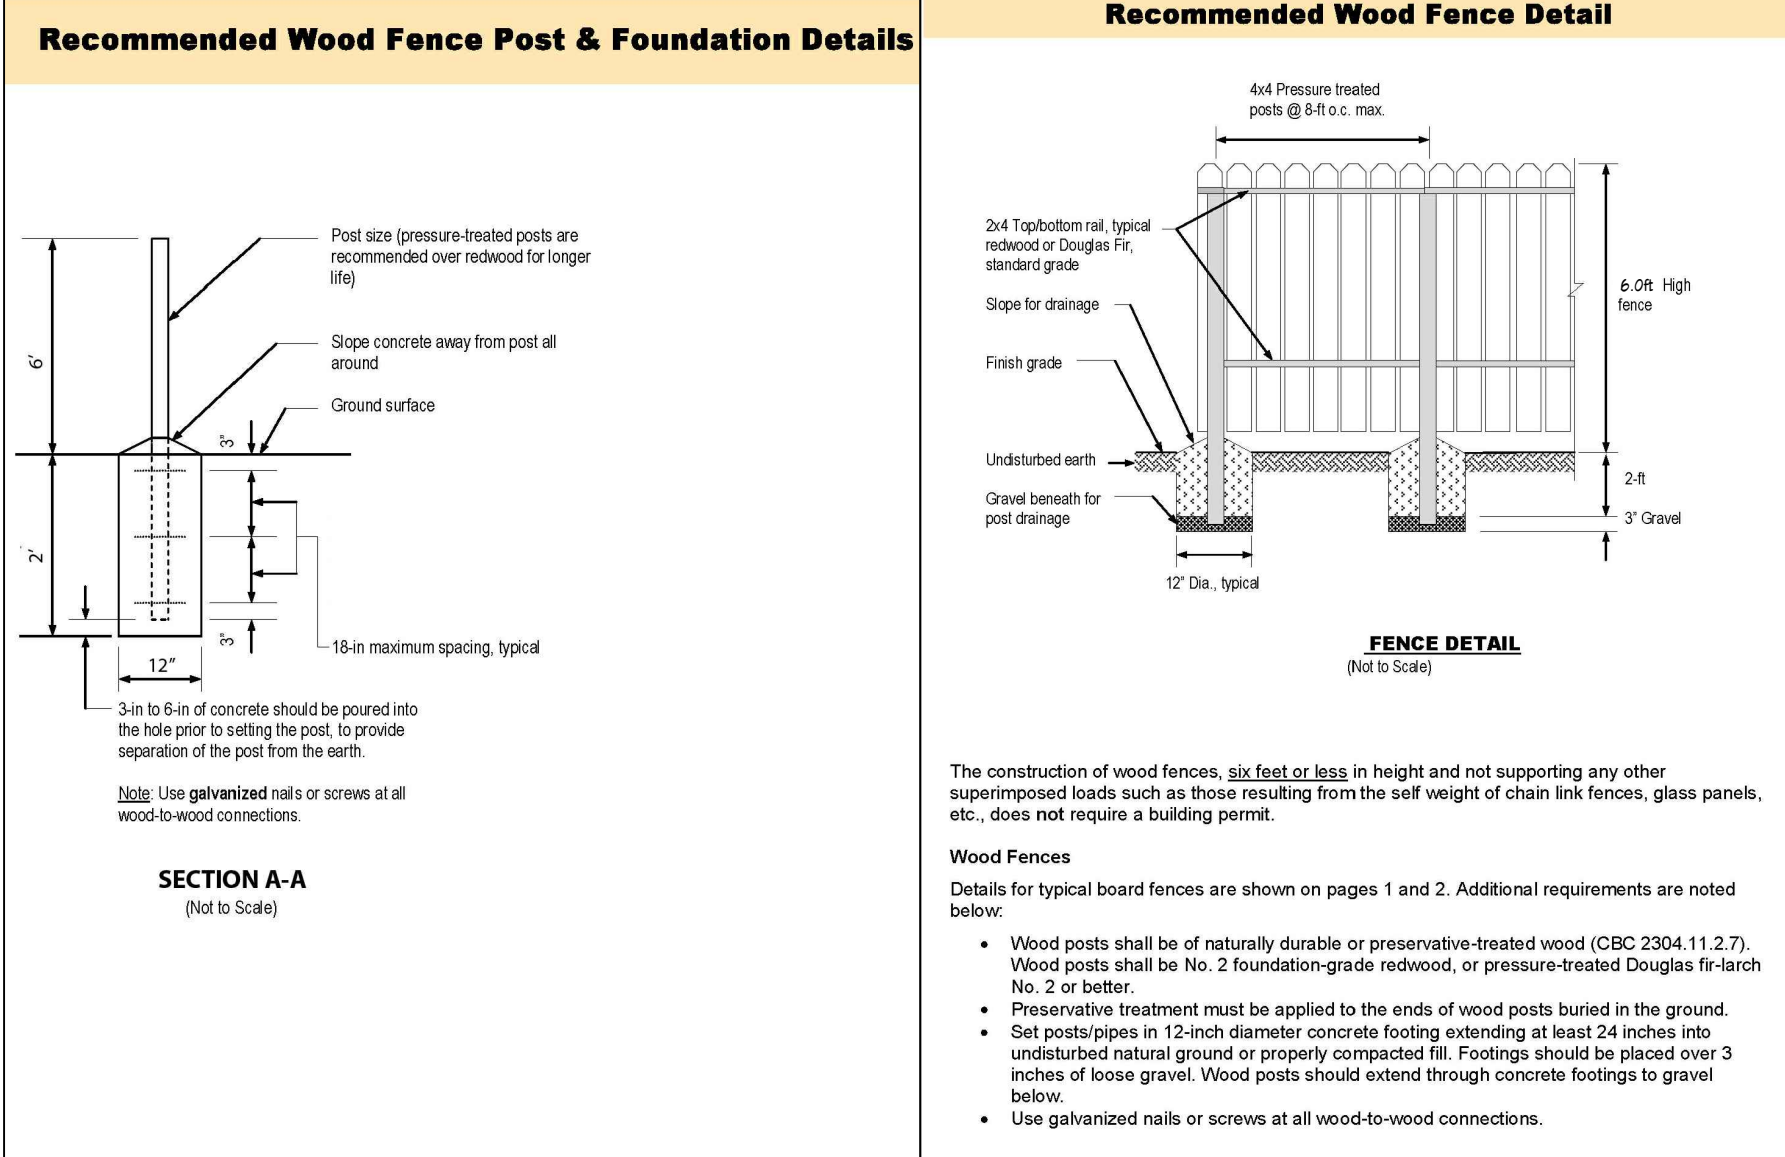 Recommended Wood Fence Post & Foundation Details
Post size (pressure-treated posts are
recommended over redwood for longer
life)
Slope concrete away from post all
around
Ground surface
6'
3"
2'
3"
18-in maximum spacing, typical
12"
3-in to 6-in of concrete should be poured into
the hole prior to setting the post, to provide
separation of the post from the earth.
Note: Use galvanized nails or screws at all
wood-to-wood connections.
SECTION A-A
(Not to Scale)
Recommended Wood Fence Detail
4x4 Pressure treated
posts @ 8-ft o.c. max.
2x4 Top/bottom rail, typical
redwood or Douglas Fir,
standard grade
Slope for drainage
6.0ft High
fence
Finish grade
Undisturbed earth
2-ft
Gravel beneath for
post drainage
3" Gravel
12" Dia., typical
FENCE DETAIL
(Not to Scale)
The construction of wood fences, six feet or less in height and not supporting any other
superimposed loads such as those resulting from the self weight of chain link fences, glass panels,
etc., does not require a building permit.
Wood Fences
Details for typical board fences are shown on pages 1 and 2. Additional requirements are noted
below:
• Wood posts shall be of naturally durable or preservative-treated wood (CBC 2304.11.2.7).
Wood posts shall be No. 2 foundation-grade redwood, or pressure-treated Douglas fir-larch
No. 2 or better.
• Preservative treatment must be applied to the ends of wood posts buried in the ground.
• Set posts/pipes in 12-inch diameter concrete footing extending at least 24 inches into
undisturbed natural ground or properly compacted fill. Footings should be placed over 3
inches of loose gravel. Wood posts should extend through concrete footings to gravel
below.
• Use galvanized nails or screws at all wood-to-wood connections.